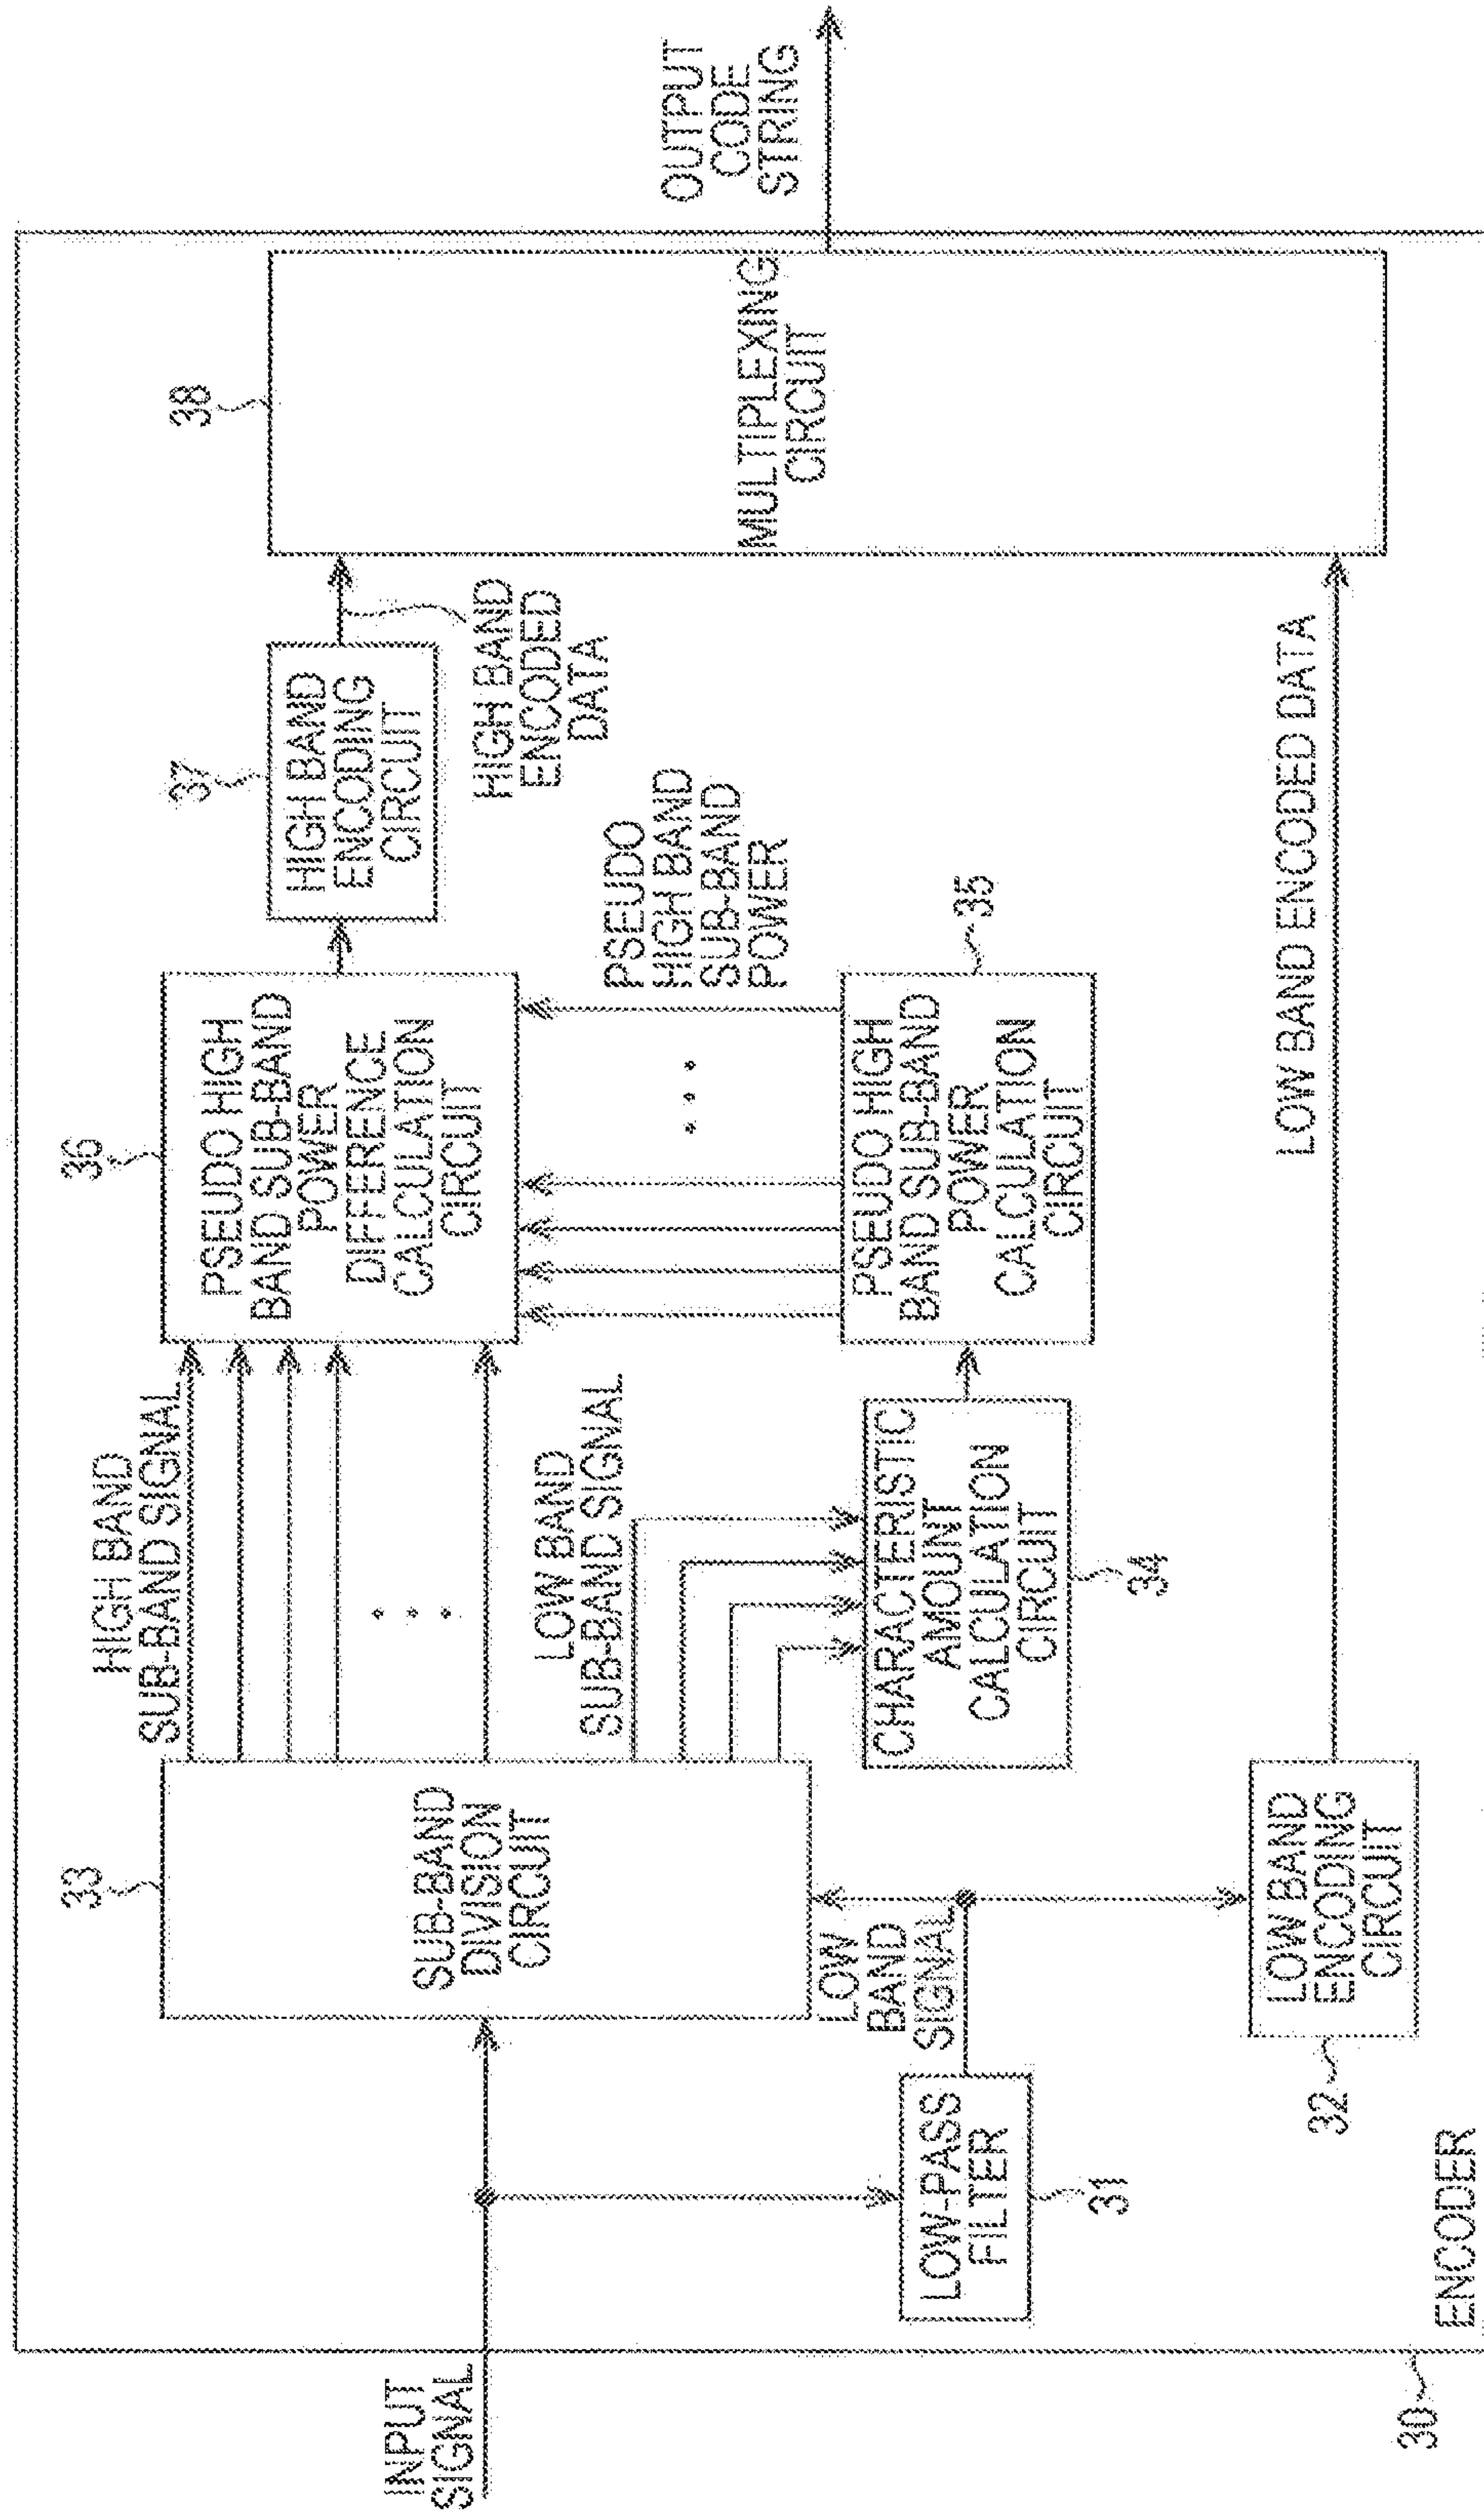 INPUT
SIGNAL
30
ENCODER
33
SUB-BAND
DIVISION
CIRCUIT
LOW-PASS
FILTER
31
LOW
BAND
SIGNAL
LOW BAND
ENCODING
CIRCUIT
32
HIGH BAND
SUB-BAND SIGNAL
LOW BAND
SUB-BAND SIGNAL
CHARACTERISTIC
AMOUNT
CALCULATION
CIRCUIT
34
36
PSEUDO HIGH
BAND SUB-BAND
POWER
DIFFERENCE
CALCULATION
CIRCUIT
PSEUDO HIGH
BAND SUB-BAND
POWER
CALCULATION
CIRCUIT
35
PSEUDO
HIGH BAND
SUB-BAND
POWER
37
HIGH BAND
ENCODING
CIRCUIT
HIGH BAND
ENCODED
DATA
LOW BAND ENCODED DATA
38
MULTIPLEXING
CIRCUIT
OUTPUT
CODE
STRING